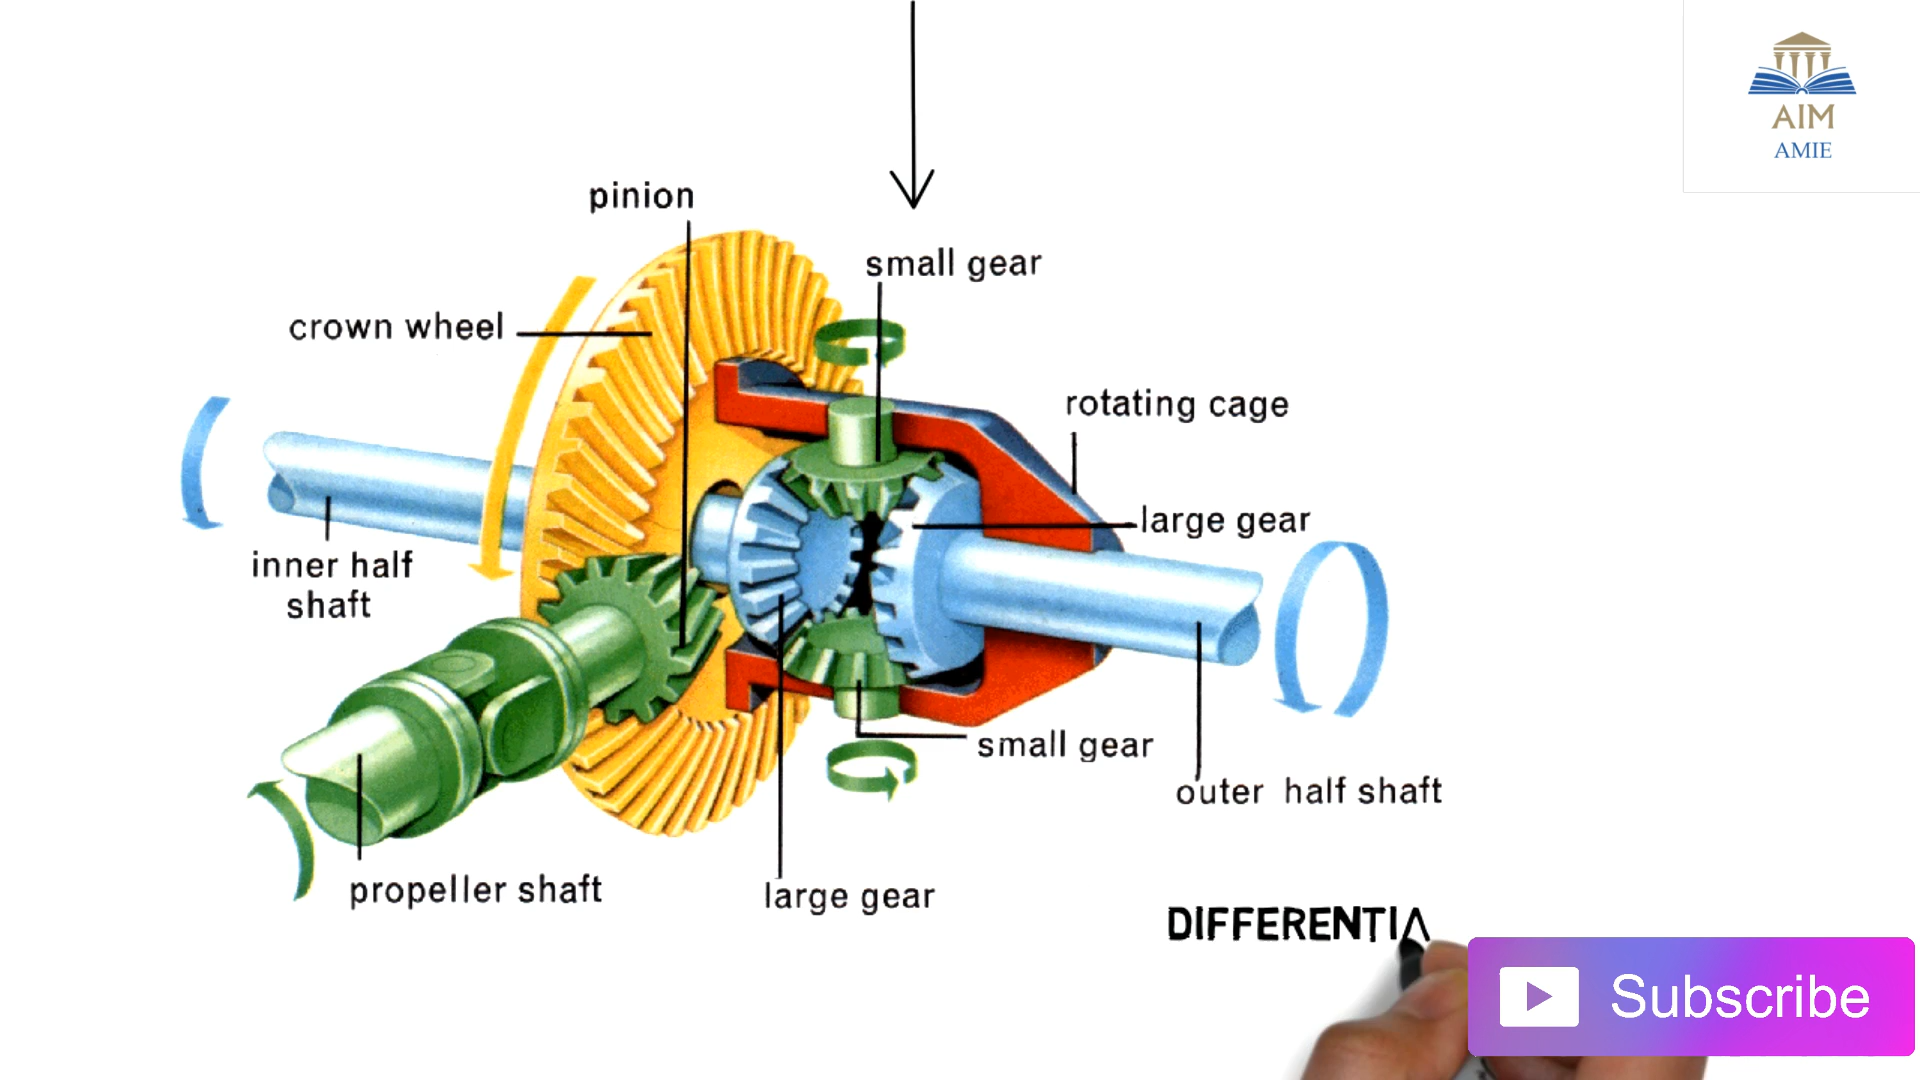 AIM
AMIE
pinion
small gear
crown wheel
rotating cage
large gear
inner half
shaft
small gear
outer half shaft
propeller shaft
large gear
DIFFERENTIA
Subscribe